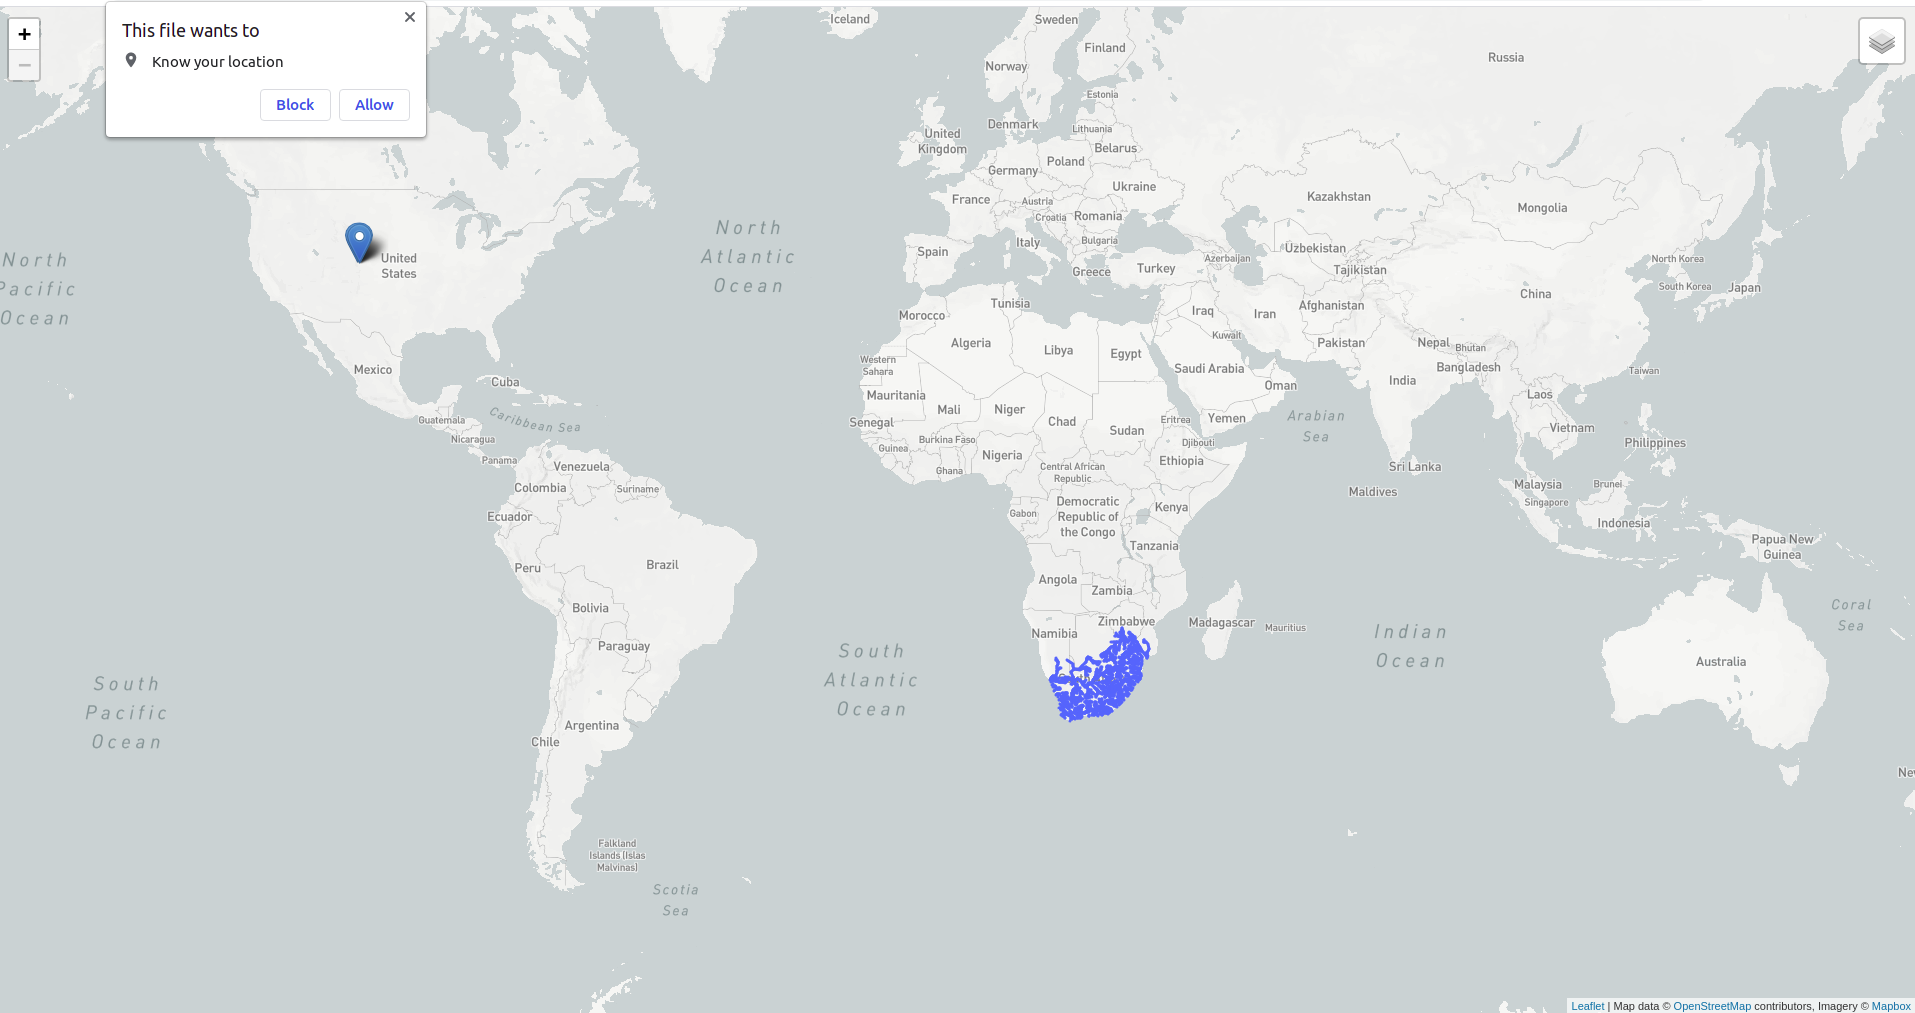 This file wants to
Know your location
Block
Allow
+
−
Iceland
Sweden
Finland
Russia
Norway
Estonia
Denmark
Lithuania
United
Kingdom
Belarus
Poland
Germany
Ukraine
Kazakhstan
Mongolia
France
Austria
Croatia
Romania
Italy
Bulgaria
Spain
Uzbekistan
Azerbaijan
Greece
Turkey
Tajikistan
North Korea
South Korea
Japan
China
United
States
North
Atlantic
Ocean
North
Pacific
Ocean
Tunisia
Morocco
Iraq
Iran
Afghanistan
Kuwait
Algeria
Libya
Egypt
Pakistan
Nepal
Bhutan
Western
Sahara
Saudi Arabia
Bangladesh
Taiwan
Mexico
Cuba
India
Oman
Mauritania
Mali
Niger
Laos
Caribbean Sea
Guatemala
Senegal
Chad
Sudan
Eritrea
Yemen
Arabian
Sea
Vietnam
Philippines
Nicaragua
Guinea
Burkina Faso
Djibouti
Panama
Venezuela
Ghana
Nigeria
Central African
Republic
Ethiopia
Sri Lanka
Colombia
Suriname
Maldives
Malaysia
Brunei
Singapore
Ecuador
Gabon
Democratic
Republic of
the Congo
Kenya
Indonesia
Tanzania
Papua New
Guinea
Peru
Brazil
Angola
Zambia
Bolivia
Zimbabwe
Madagascar
Mauritius
Namibia
Coral
Sea
Indian
Ocean
Paraguay
South
Atlantic
Ocean
Australia
South
Pacific
Ocean
Argentina
Chile
Falkland
Islands (Islas
Malvinas)
Scotia
Sea
Leaflet | Map data © OpenStreetMap contributors, Imagery © Mapbox